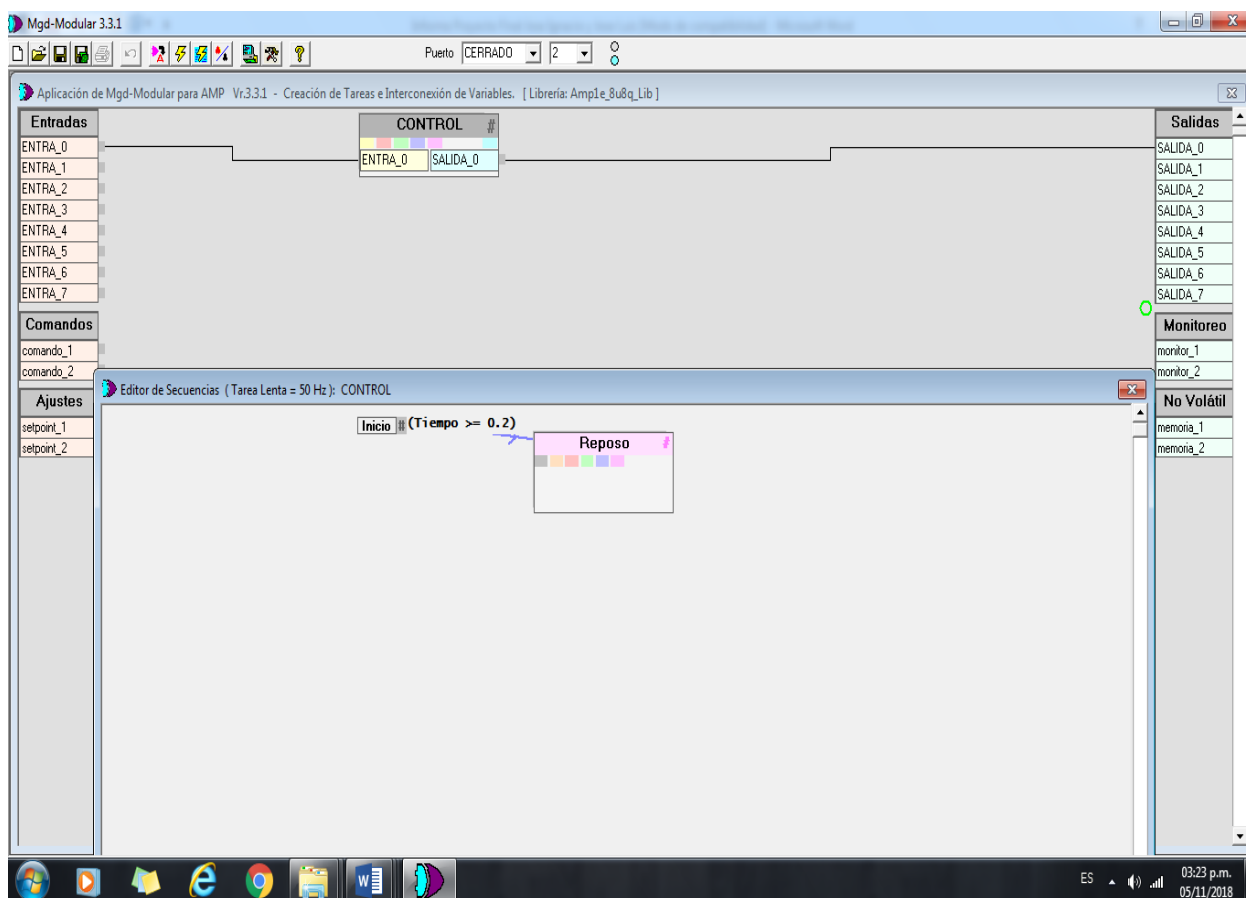 Mgd-Modular 3.3.1
Puerto CERRADO 2
Aplicación de Mgd-Modular para AMP Vr.3.3.1 - Creación de Tareas e Interconexión de Variables. [ Librería: Amp1e_8u8q_Lib ]
Entradas
ENTRA_0
ENTRA_1
ENTRA_2
ENTRA_3
ENTRA_4
ENTRA_5
ENTRA_6
ENTRA_7
Comandos
comando_1
comando_2
Ajustes
setpoint_1
setpoint_2
CONTROL #
ENTRA_0 SALIDA_0
Salidas
SALIDA_0
SALIDA_1
SALIDA_2
SALIDA_3
SALIDA_4
SALIDA_5
SALIDA_6
SALIDA_7
Monitoreo
monitor_1
monitor_2
No Volátil
memoria_1
memoria_2
Editor de Secuencias ( Tarea Lenta = 50 Hz ): CONTROL
Inicio # (Tiempo >= 0.2)
Reposo #
ES 03:23 p.m.
05/11/2018